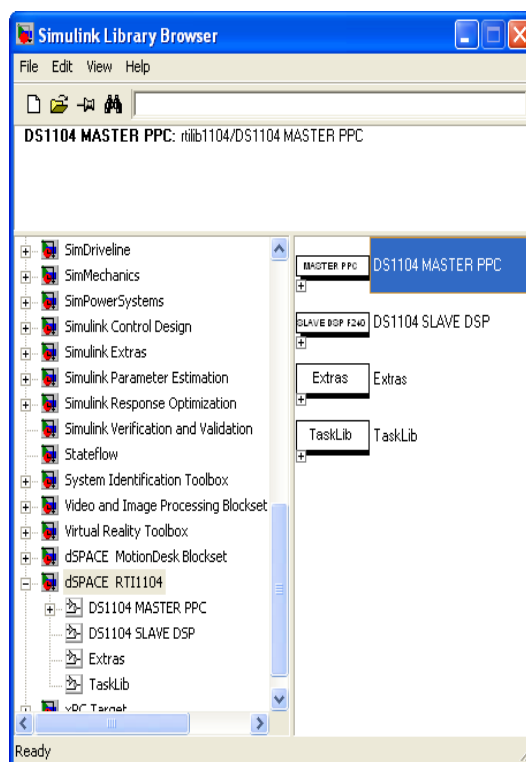 Simulink Library Browser
File Edit View Help
DS1104 MASTER PPC: rtilib1104/DS1104 MASTER PPC
SimDriveline
SimMechanics
SimPowerSystems
Simulink Control Design
Simulink Extras
Simulink Parameter Estimation
Simulink Response Optimization
Simulink Verification and Validation
Stateflow
System Identification Toolbox
Video and Image Processing Blockset
Virtual Reality Toolbox
dSPACE MotionDesk Blockset
dSPACE RTI1104
DS1104 MASTER PPC
DS1104 SLAVE DSP
Extras
TaskLib
xPC Target
MASTER PPC DS1104 MASTER PPC
SLAVE DSP F240 DS1104 SLAVE DSP
Extras Extras
TaskLib TaskLib
Ready